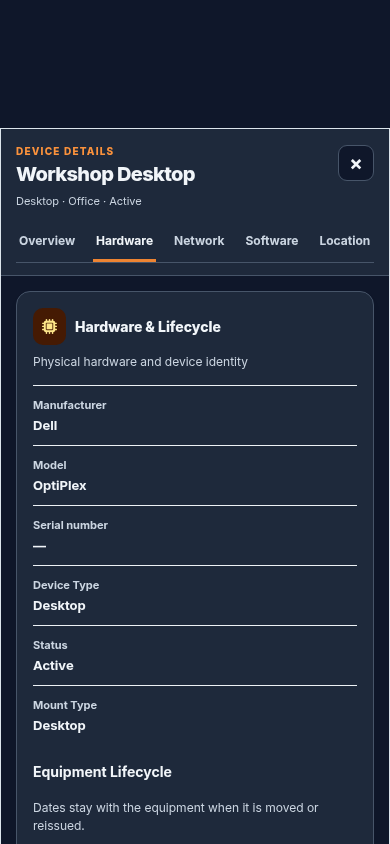 DEVICE DETAILS
Workshop Desktop
Desktop · Office · Active
×
Overview Hardware Network Software Location
Hardware & Lifecycle
Physical hardware and device identity
Manufacturer
Dell
Model
OptiPlex
Serial number
—
Device Type
Desktop
Status
Active
Mount Type
Desktop
Equipment Lifecycle
Dates stay with the equipment when it is moved or
reissued.